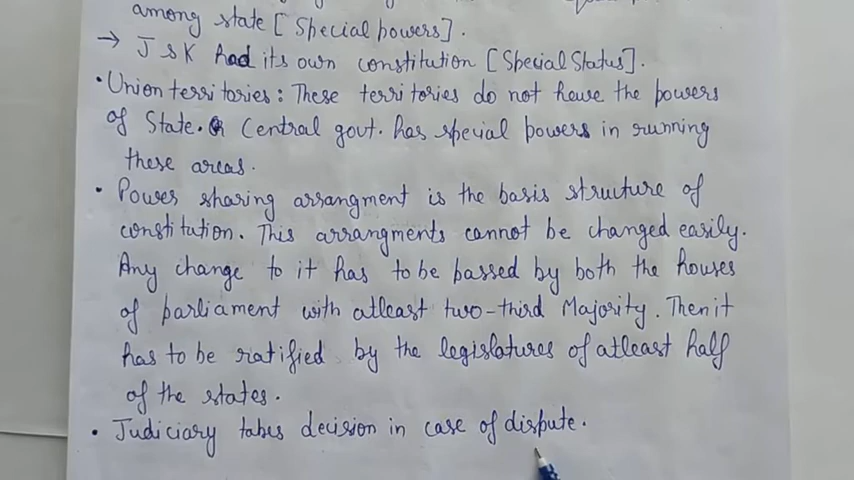 among state [Special powers].
→ J & K had its own constitution [Special Status].
• Union territories: These territories do not have the powers
of State. Central govt. has special powers in running
these areas.
• Power sharing arrangment is the basis structure of
constitution. This arrangments cannot be changed easily.
Any change to it has to be passed by both the houses
of parliament with atleast two-third Majority. Then it
has to be ratified by the legislatures of atleast half
of the states.
• Judiciary takes decision in case of dispute.